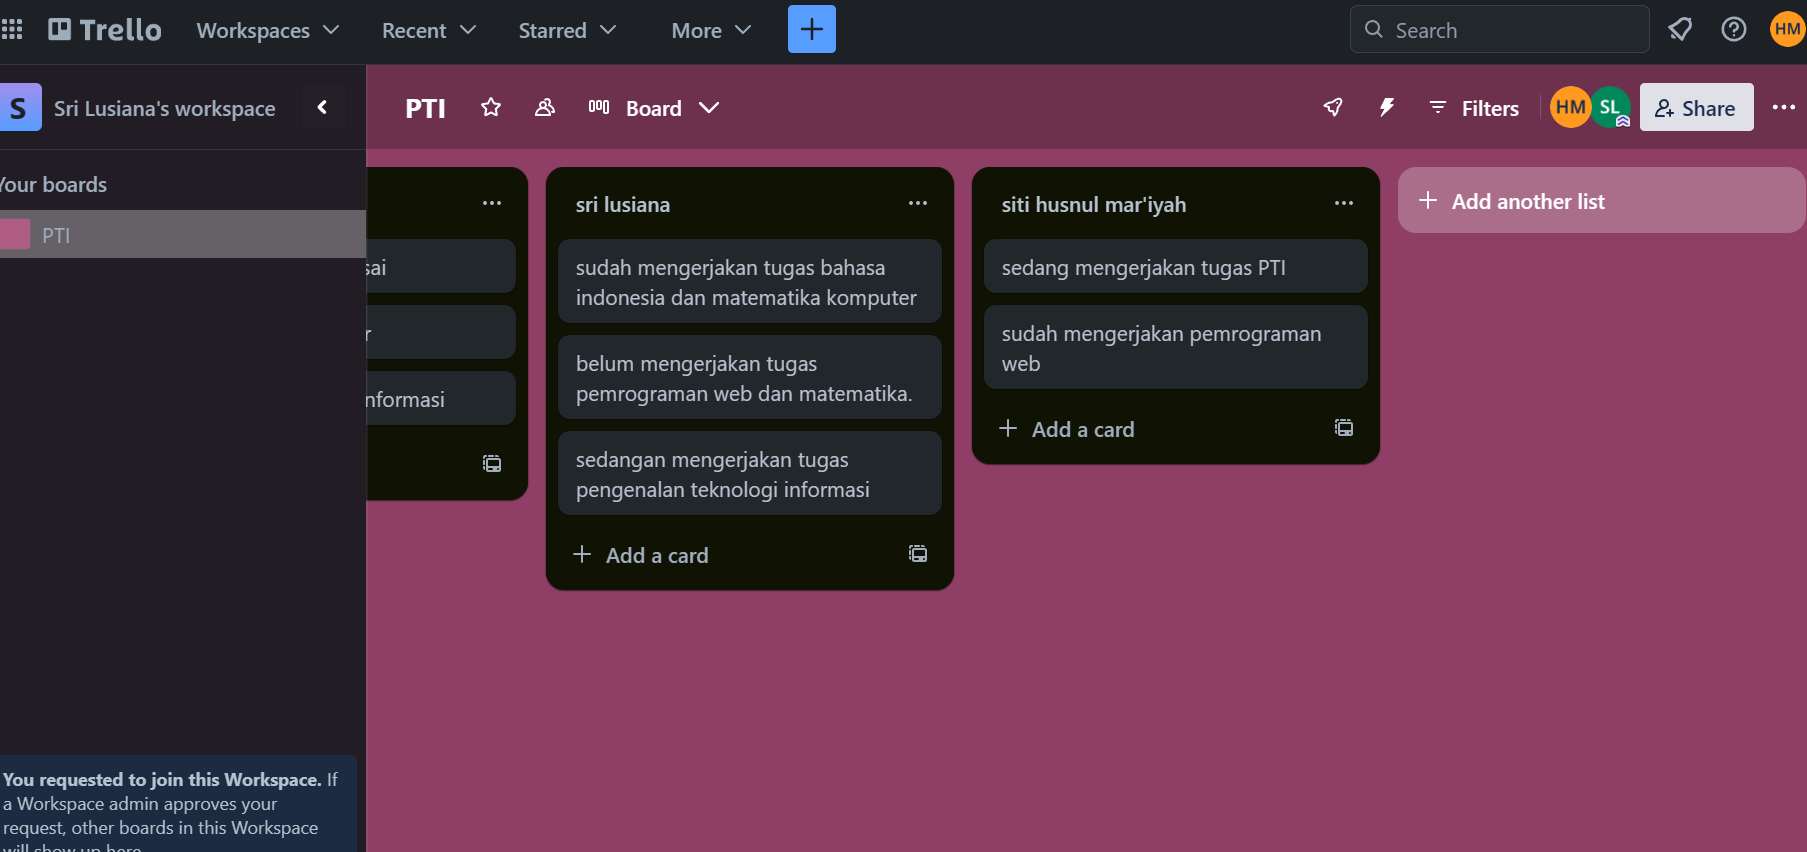 Trello
Workspaces
Recent
Starred
More
Search
HM
S
Sri Lusiana's workspace
PTI
Board
Filters
HM
SL
Share
Your boards
PTI
sai
r
nformasi
sri lusiana
sudah mengerjakan tugas bahasa
indonesia dan matematika komputer
belum mengerjakan tugas
pemrograman web dan matematika.
sedangan mengerjakan tugas
pengenalan teknologi informasi
Add a card
siti husnul mar'iyah
sedang mengerjakan tugas PTI
sudah mengerjakan pemrograman
web
Add a card
Add another list
You requested to join this Workspace. If
a Workspace admin approves your
request, other boards in this Workspace
will show up here.